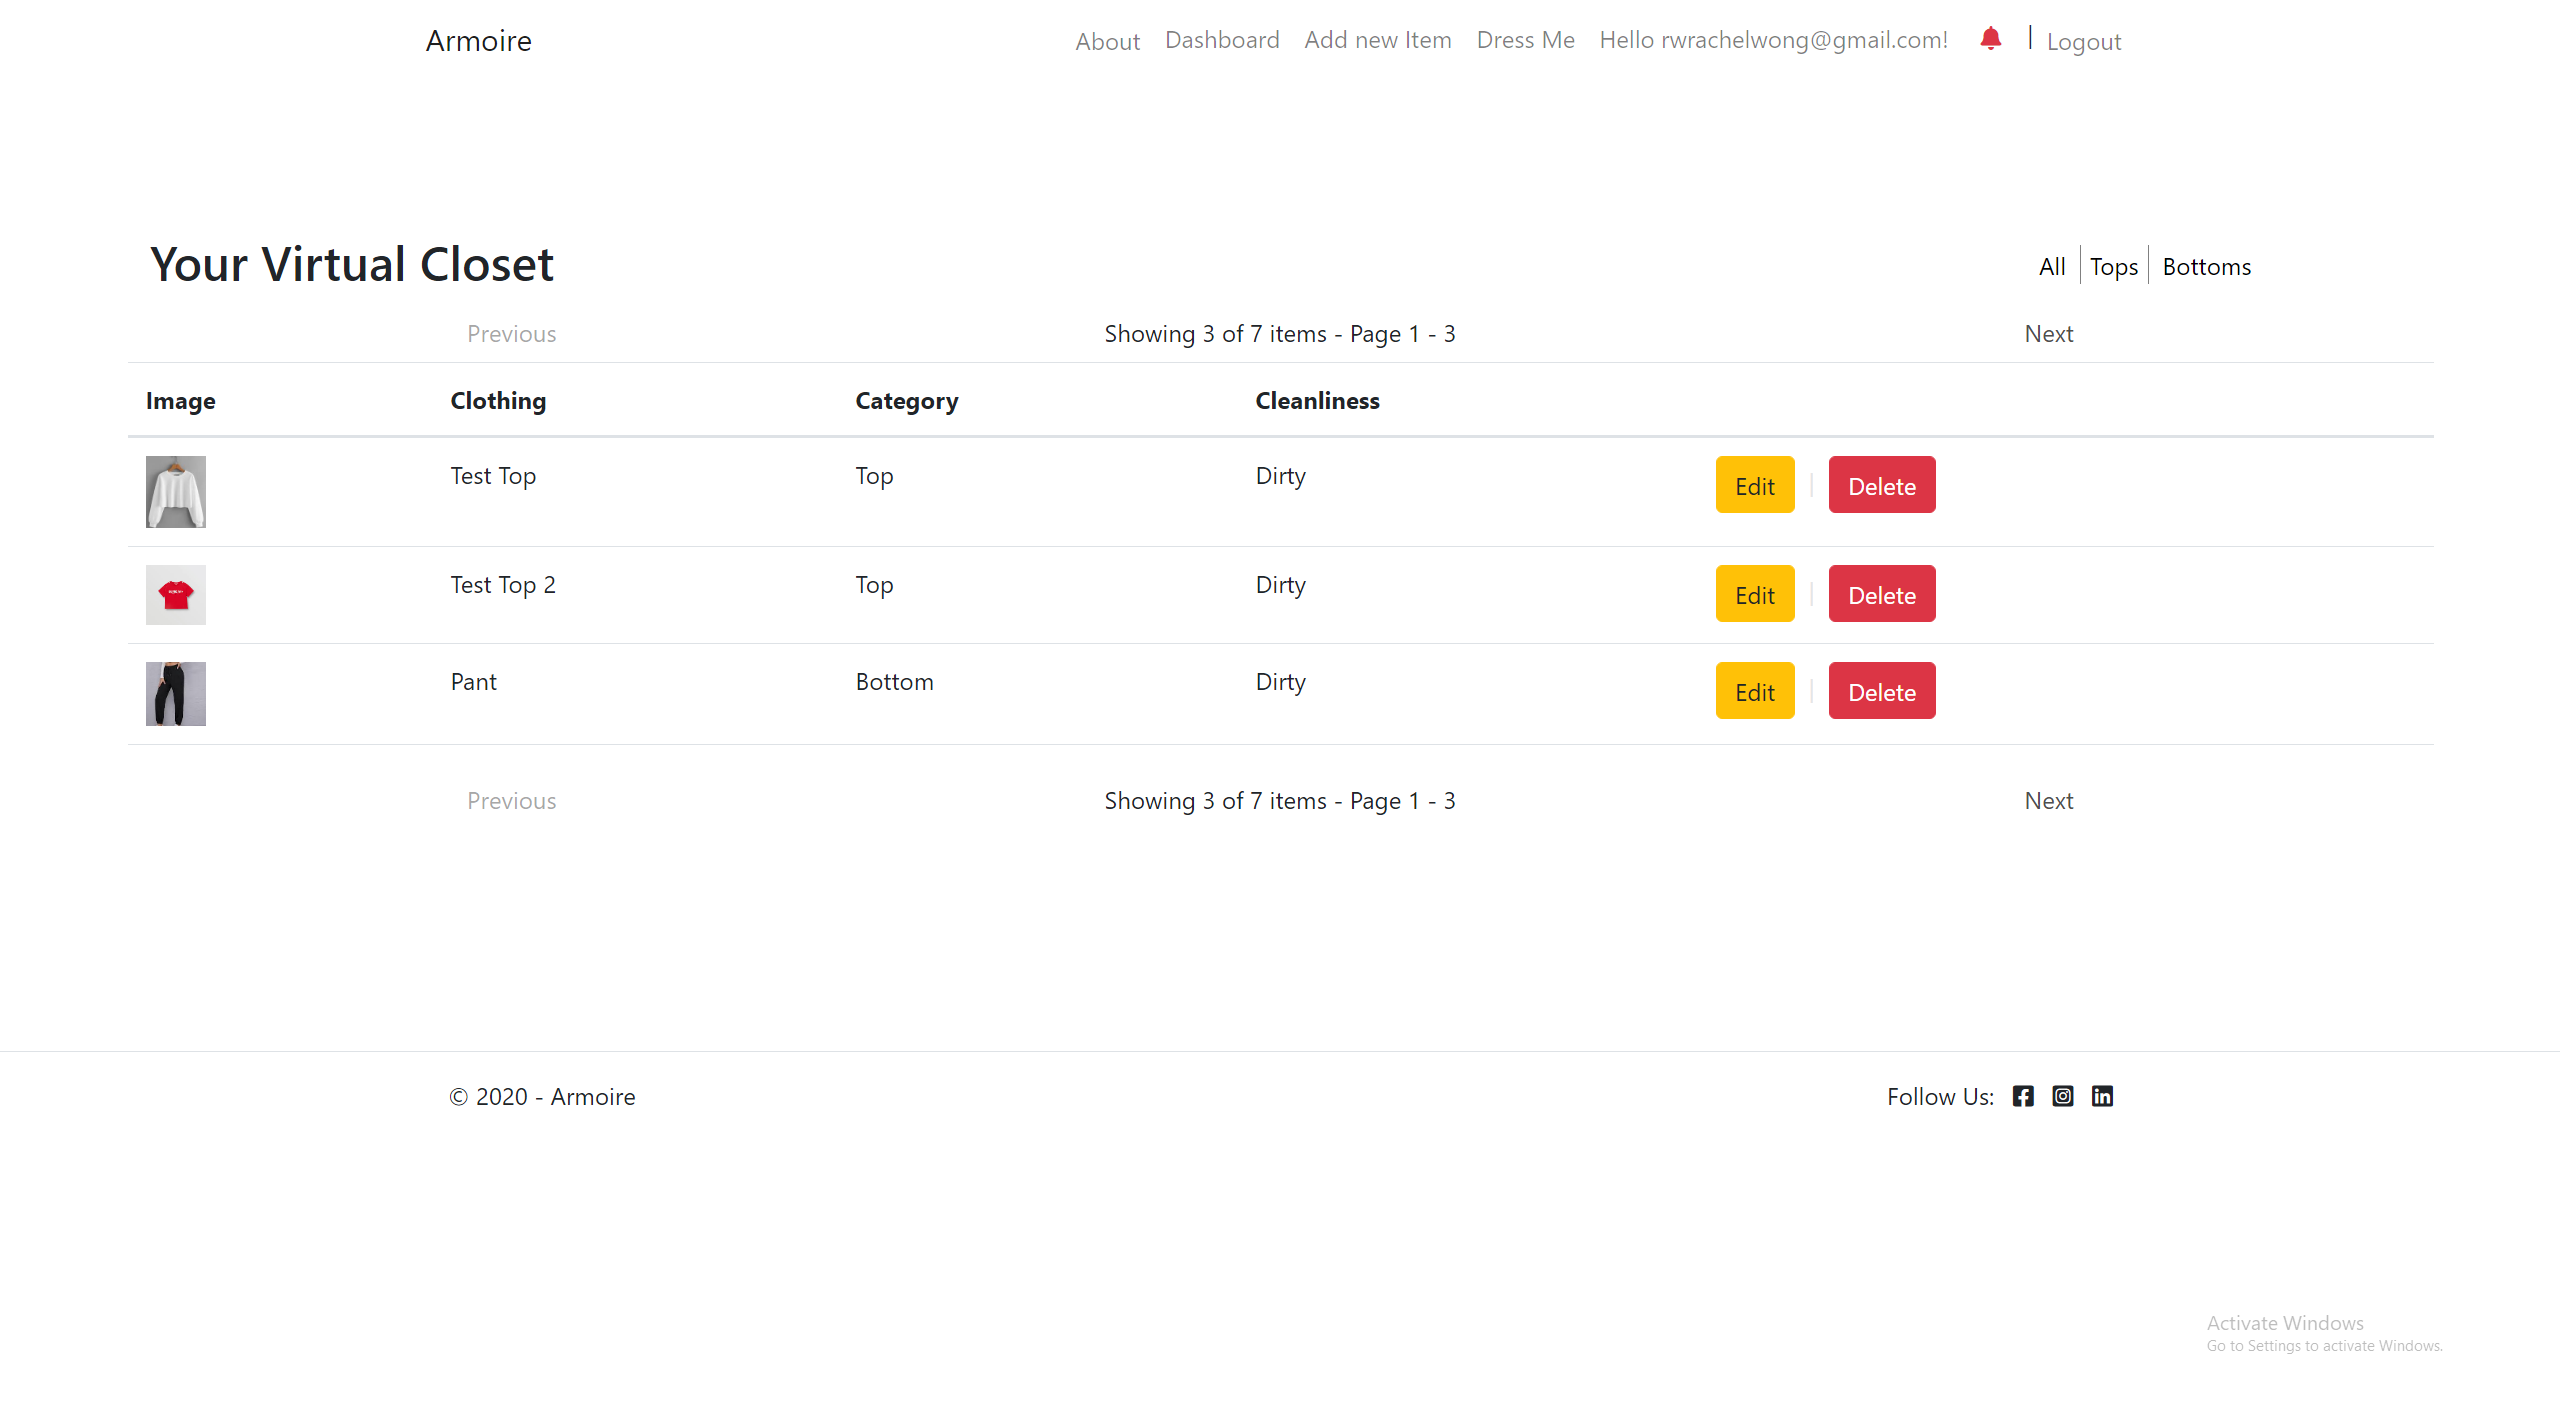 Armoire
About Dashboard Add new Item Dress Me Hello rwrachelwong@gmail.com! | Logout
Your Virtual Closet
All Tops Bottoms
Previous Showing 3 of 7 items - Page 1 - 3 Next
Image Clothing Category Cleanliness
Test Top Top Dirty Edit | Delete
Test Top 2 Top Dirty Edit | Delete
Pant Bottom Dirty Edit | Delete
Previous Showing 3 of 7 items - Page 1 - 3 Next
© 2020 - Armoire
Follow Us:
Activate Windows
Go to Settings to activate Windows.